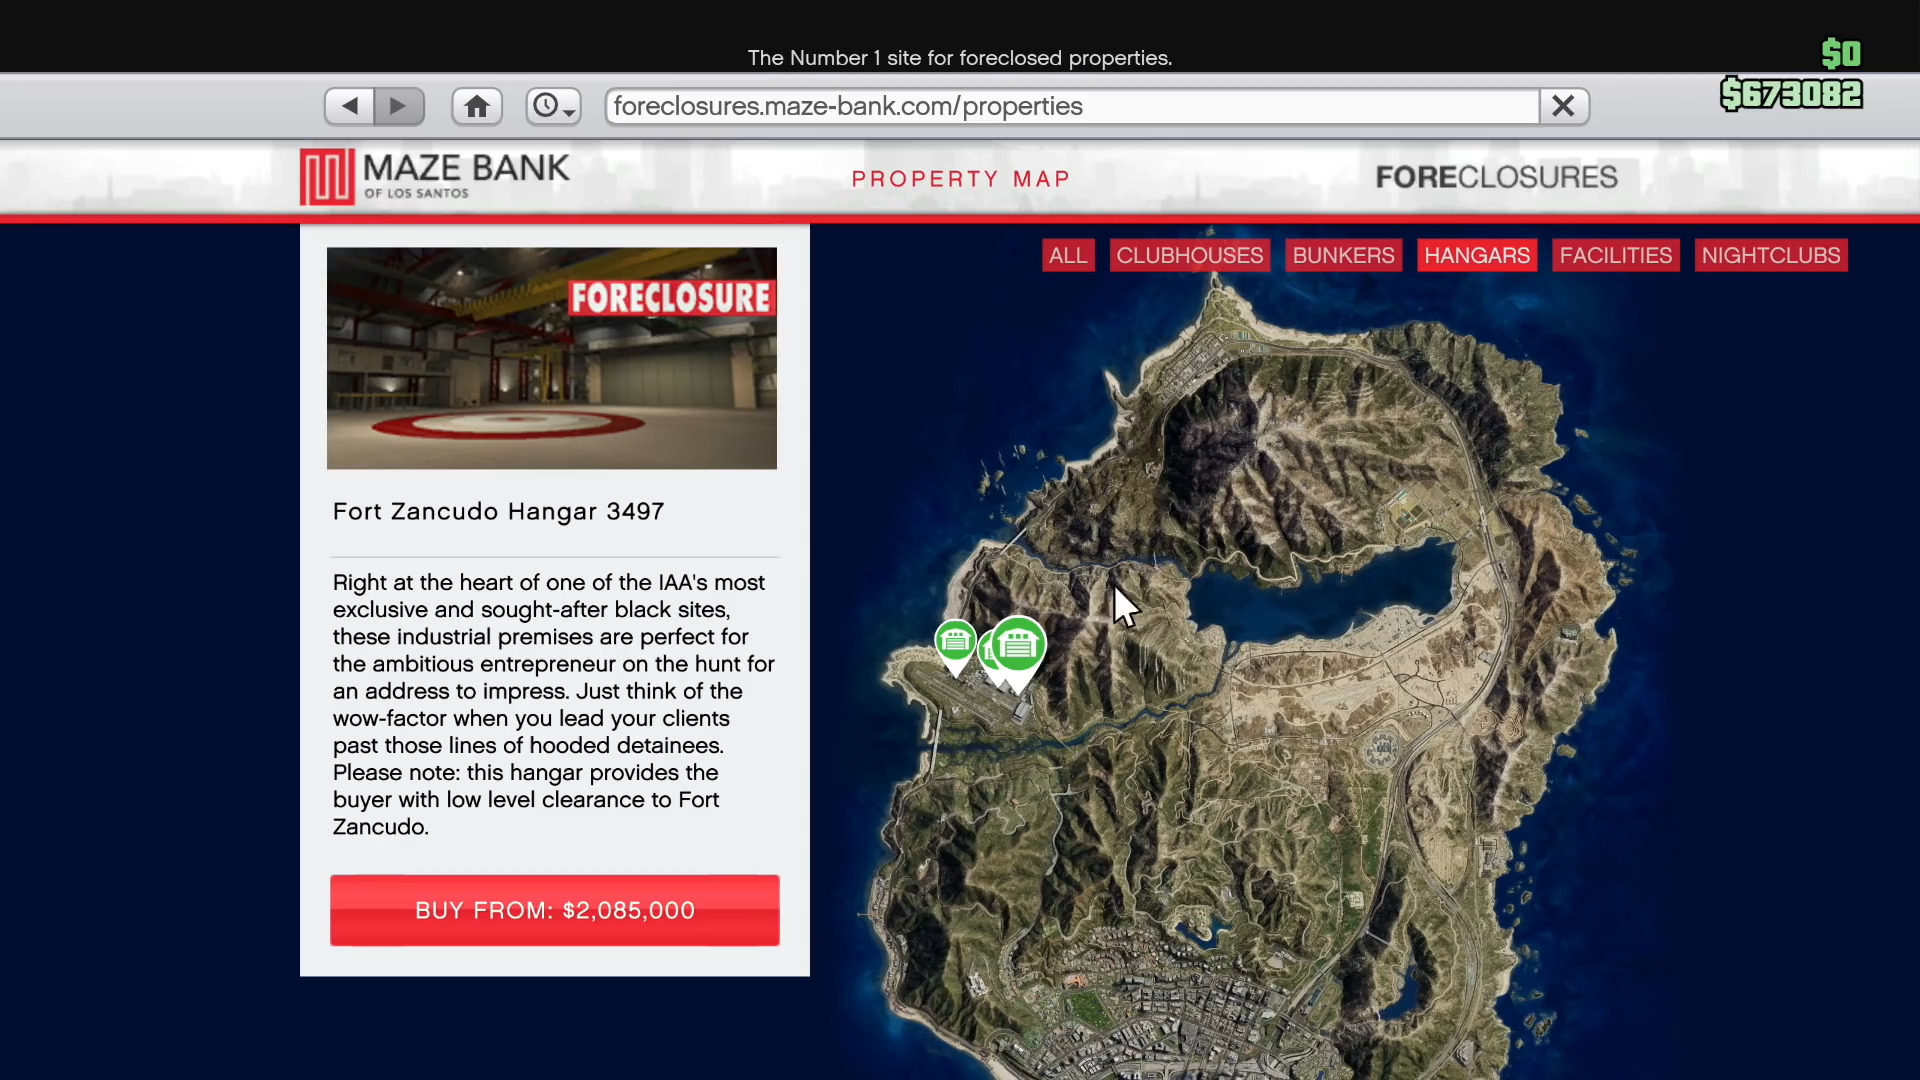 The Number 1 site for foreclosed properties.
$0
$673082
foreclosures.maze-bank.com/properties
MAZE BANK
OF LOS SANTOS
PROPERTY MAP
FORECLOSURES
ALL
CLUBHOUSES
BUNKERS
HANGARS
FACILITIES
NIGHTCLUBS
FORECLOSURE
Fort Zancudo Hangar 3497
Right at the heart of one of the IAA's most
exclusive and sought-after black sites,
these industrial premises are perfect for
the ambitious entrepreneur on the hunt for
an address to impress. Just think of the
wow-factor when you lead your clients
past those lines of hooded detainees.
Please note: this hangar provides the
buyer with low level clearance to Fort
Zancudo.
BUY FROM: $2,085,000